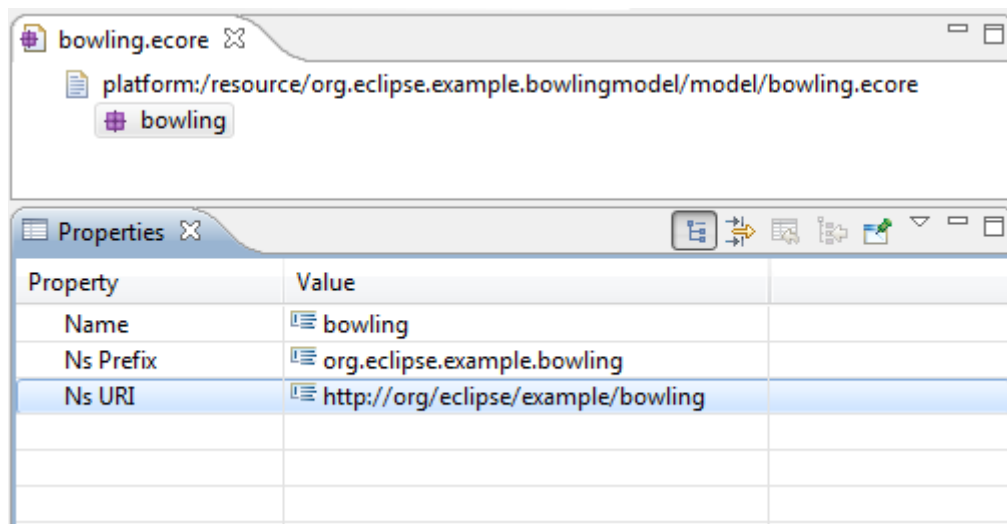 bowling.ecore
platform:/resource/org.eclipse.example.bowlingmodel/model/bowling.ecore
bowling
Properties
Property Value
Name bowling
Ns Prefix org.eclipse.example.bowling
Ns URI http://org/eclipse/example/bowling